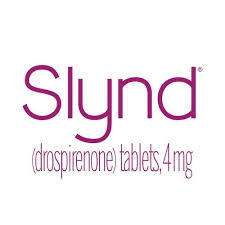 Slynd®
(drospirenone) tablets, 4 mg